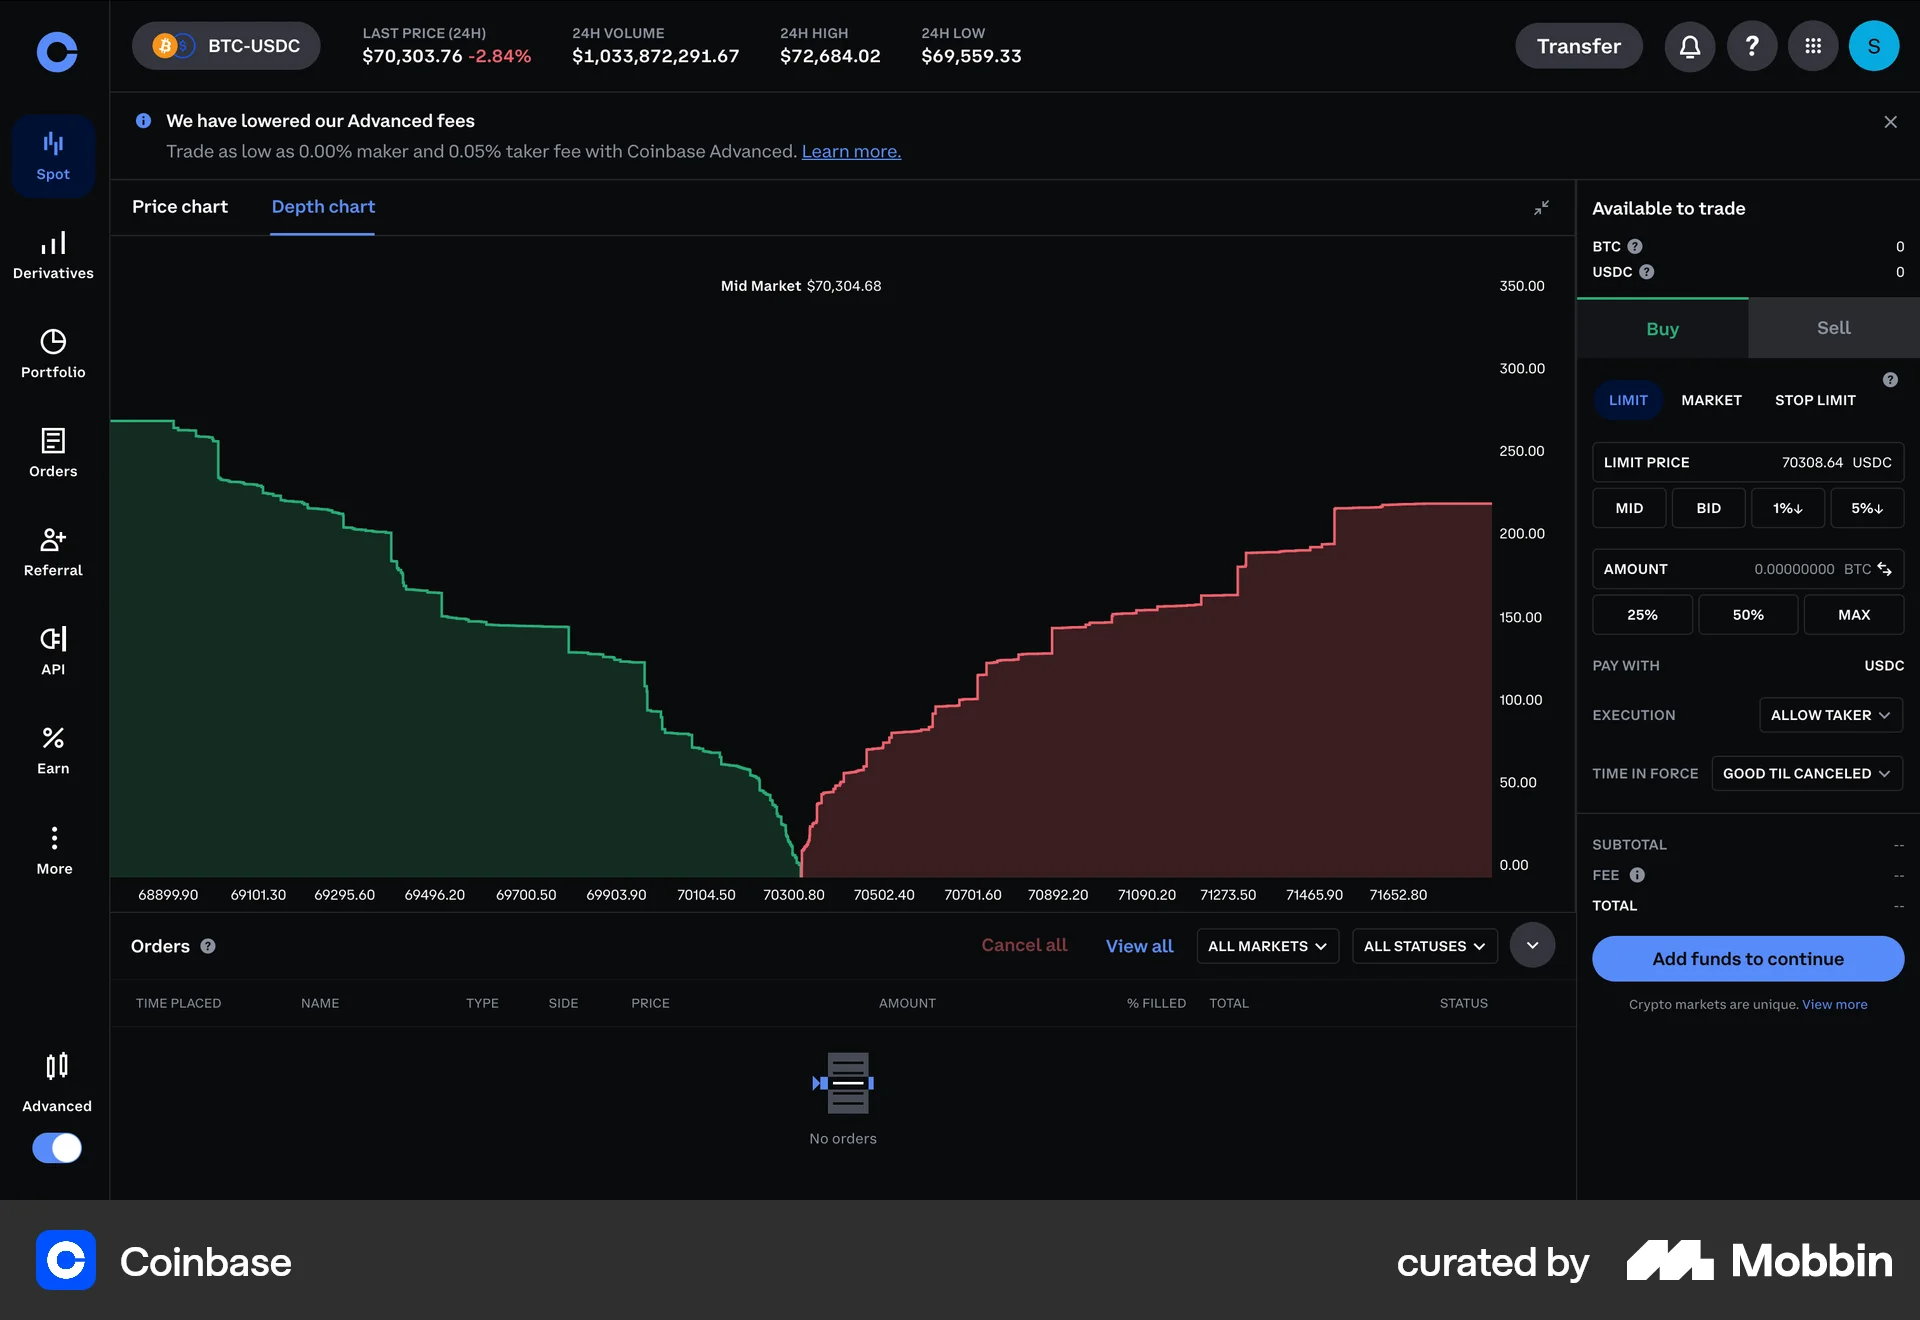 BTC-USDC
LAST PRICE (24H)
$70,303.76 -2.84%
24H VOLUME
$1,033,872,291.67
24H HIGH
$72,684.02
24H LOW
$69,559.33
Transfer
?
S
We have lowered our Advanced fees
Trade as low as 0.00% maker and 0.05% taker fee with Coinbase Advanced. Learn more.
Spot
Derivatives
Portfolio
Orders
Referral
API
Earn
More
Advanced
Price chart
Depth chart
Mid Market $70,304.68
350.00
300.00
250.00
200.00
150.00
100.00
50.00
0.00
68899.90 69101.30 69295.60 69496.20 69700.50 69903.90 70104.50 70300.80 70502.40 70701.60 70892.20 71090.20 71273.50 71465.90 71652.80
Available to trade
BTC ? 0
USDC ? 0
Buy Sell
?
LIMIT MARKET STOP LIMIT
LIMIT PRICE 70308.64 USDC
MID BID 1%↓ 5%↓
AMOUNT 0.00000000 BTC
25% 50% MAX
PAY WITH USDC
EXECUTION ALLOW TAKER
TIME IN FORCE GOOD TIL CANCELED
SUBTOTAL --
FEE --
TOTAL --
Add funds to continue
Crypto markets are unique. View more
Orders ? Cancel all View all ALL MARKETS ALL STATUSES
TIME PLACED NAME TYPE SIDE PRICE AMOUNT % FILLED TOTAL STATUS
No orders
Coinbase
curated by Mobbin